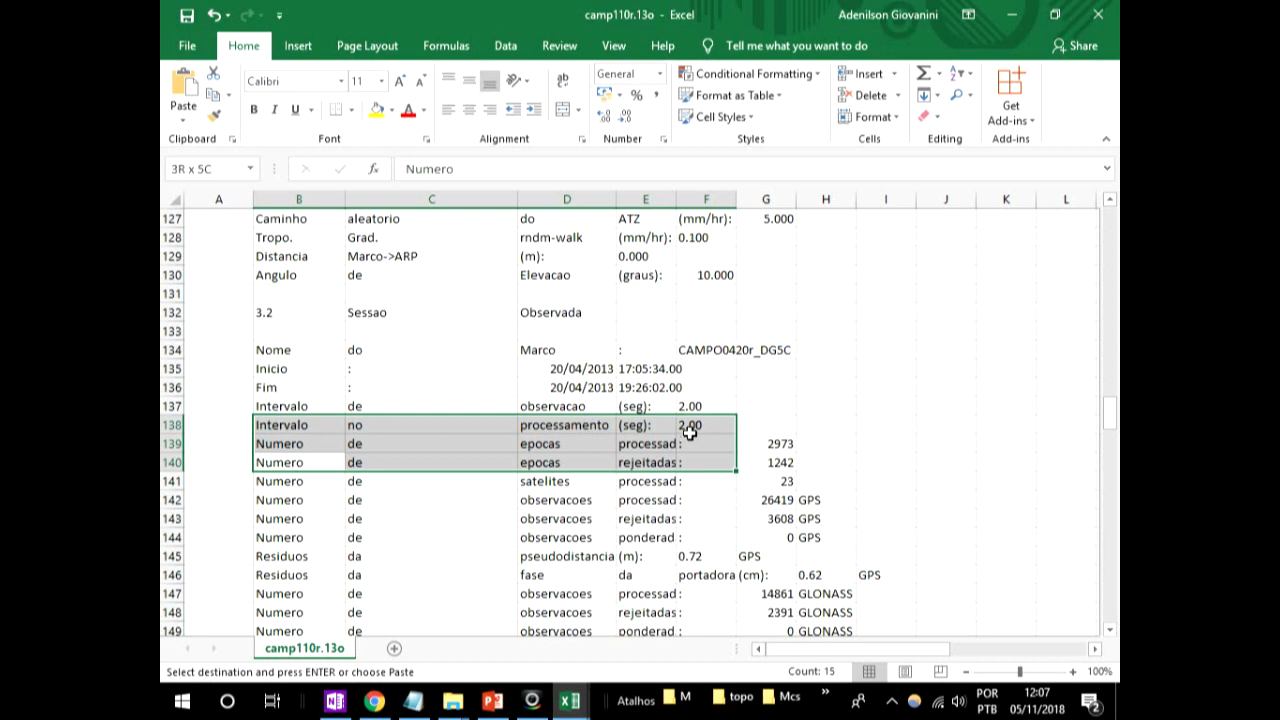 camp110r.13o - Excel
Adenilson Giovanini
File Home Insert Page Layout Formulas Data Review View Help Tell me what you want to do Share
Calibri 11 General Conditional Formatting Insert
Paste Format as Table Delete Get
B I U Cell Styles Format Add-ins
Clipboard Font Alignment Number Styles Cells Editing Add-ins
3R x 5C fx Numero
A B C D E F G H I J K L
127 Caminho aleatorio do ATZ (mm/hr): 5.000
128 Tropo. Grad. rndm-walk (mm/hr): 0.100
129 Distancia Marco->ARP (m): 0.000
130 Angulo de Elevacao (graus): 10.000
131
132 3.2 Sessao Observada
133
134 Nome do Marco : CAMPO0420r_DG5C
135 Inicio : 20/04/2013 17:05:34.00
136 Fim : 20/04/2013 19:26:02.00
137 Intervalo de observacao (seg): 2.00
138 Intervalo no processamento (seg): 2.00
139 Numero de epocas processad : 2973
140 Numero de epocas rejeitadas : 1242
141 Numero de satelites processad : 23
142 Numero de observacoes processad : 26419 GPS
143 Numero de observacoes rejeitadas : 3608 GPS
144 Numero de observacoes ponderad : 0 GPS
145 Residuos da pseudodistancia (m): 0.72 GPS
146 Residuos da fase da portadora (cm): 0.62 GPS
147 Numero de observacoes processad : 14861 GLONASS
148 Numero de observacoes rejeitadas : 2391 GLONASS
149 Numero de observacoes ponderad : 0 GLONASS
camp110r.13o
Select destination and press ENTER or choose Paste Count: 15 100%
Atalhos M topo Mcs » POR 12:07
PTB 05/11/2018 2